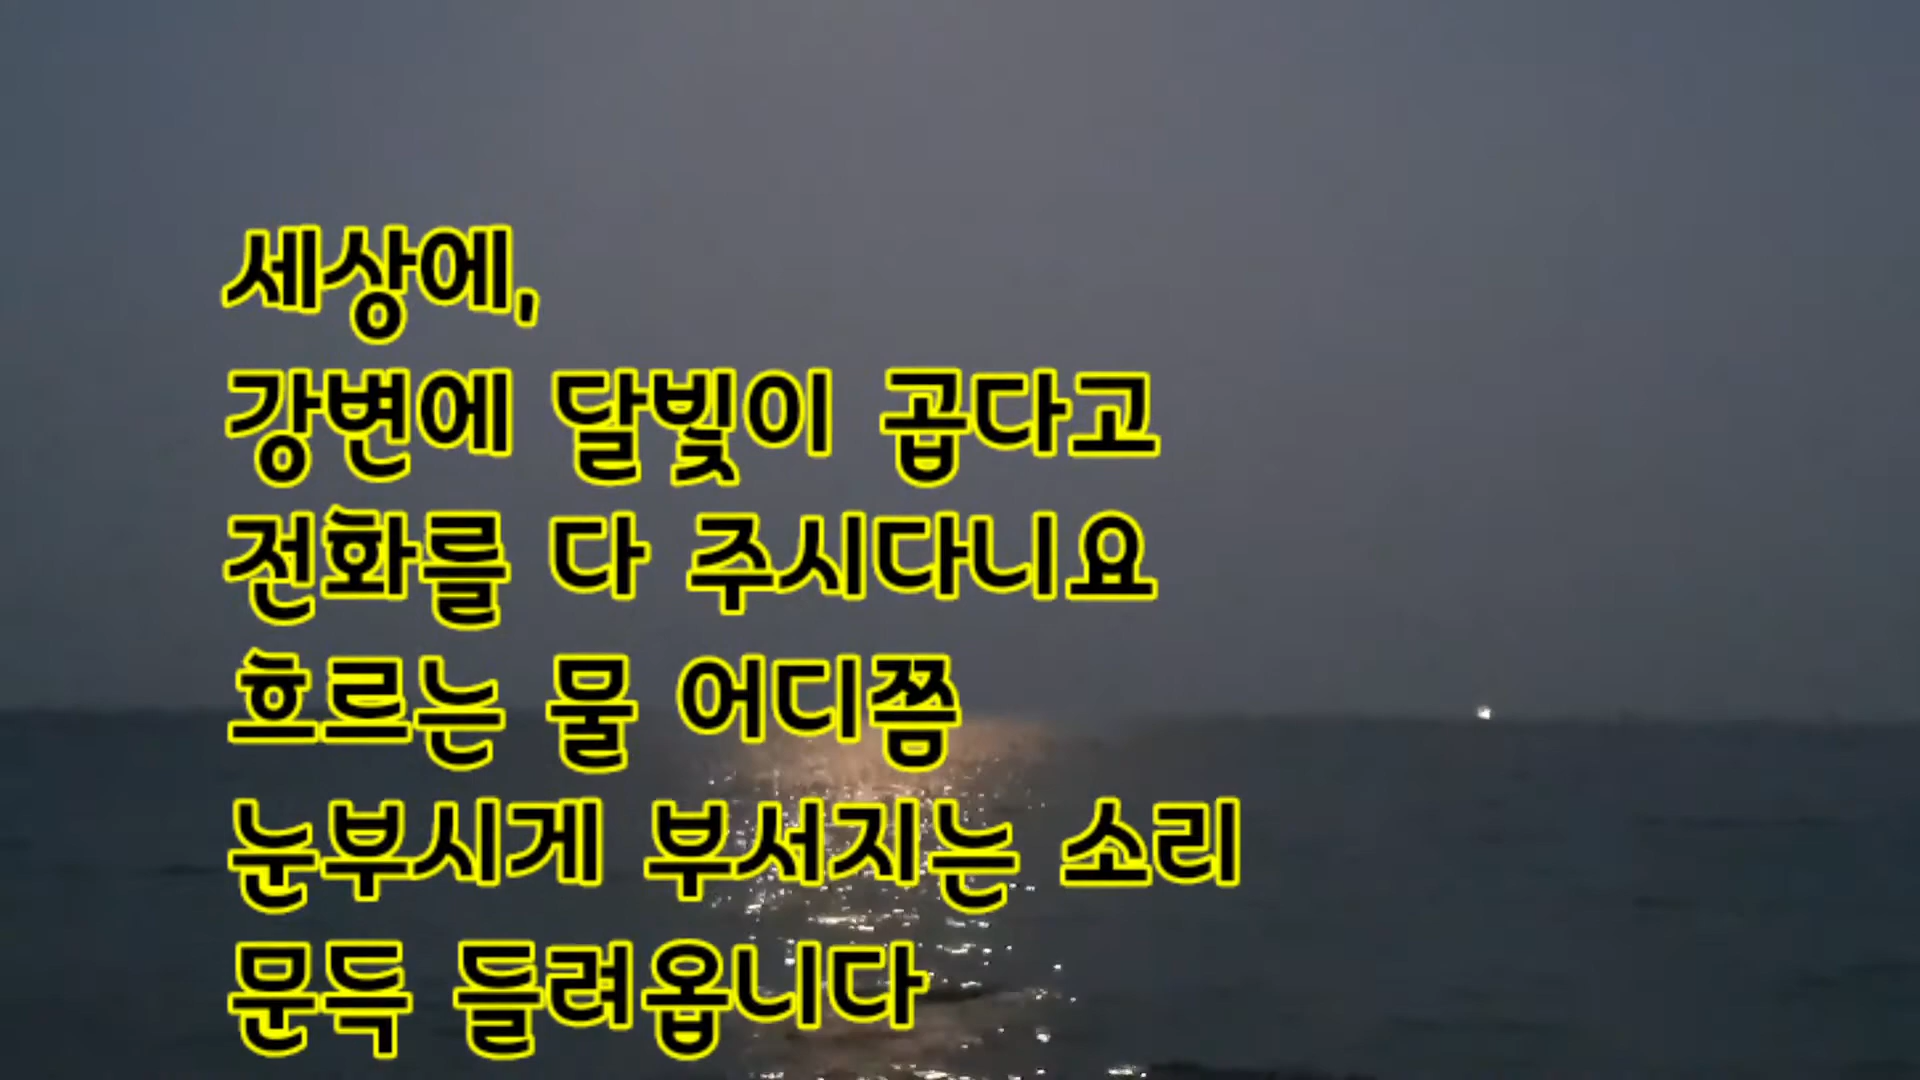 세상에,
강변에 달빛이 곱다고
전화를 다 주시다니요
흐르는 물 어디쯤
눈부시게 부서지는 소리
문득 들려옵니다